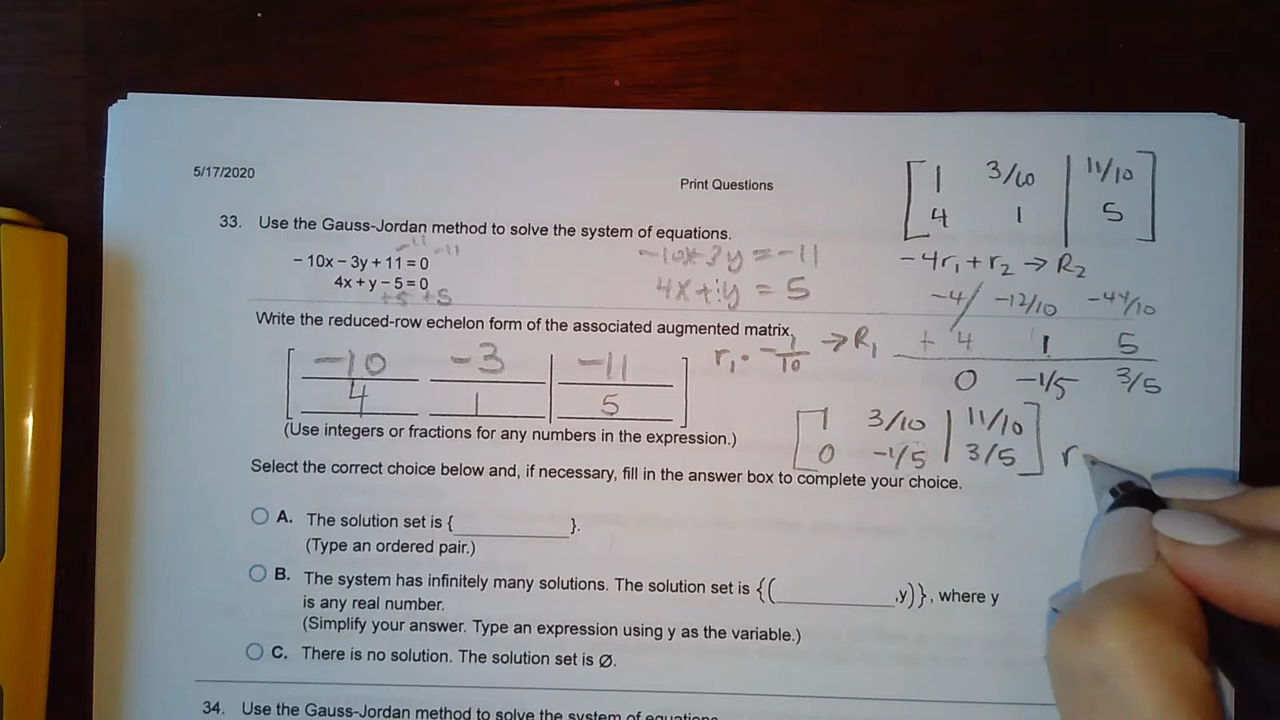 5/17/2020
Print Questions
33. Use the Gauss-Jordan method to solve the system of equations.
-11 -11
- 10x - 3y + 11 = 0
4x + y - 5 = 0
+5 +5
-10x-3y = -11
4x+1y = 5
Write the reduced-row echelon form of the associated augmented matrix.
-10 -3 -11
4 1 5
r₁ · -1/10 → R₁
(Use integers or fractions for any numbers in the expression.)
1 3/10 11/10
4 1 5
-4r₁ + r₂ → R₂
-4 -12/10 -44/10
+ 4 1 5
0 -1/5 3/5
1 3/10 11/10
0 -1/5 3/5
r
Select the correct choice below and, if necessary, fill in the answer box to complete your choice.
A. The solution set is { }.
(Type an ordered pair.)
B. The system has infinitely many solutions. The solution set is {( ,y)}, where y
is any real number.
(Simplify your answer. Type an expression using y as the variable.)
C. There is no solution. The solution set is Ø.
34. Use the Gauss-Jordan method to solve the system of equations.